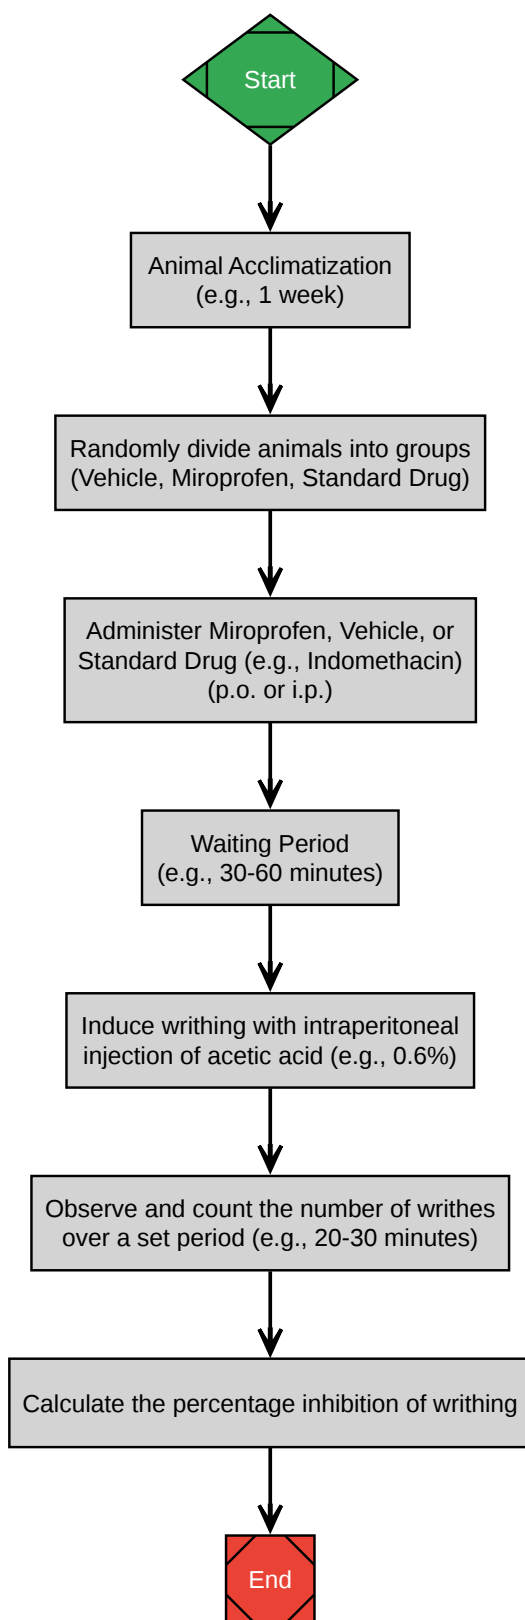 Start
Animal Acclimatization
(e.g., 1 week)
Randomly divide animals into groups
(Vehicle, Miroprofen, Standard Drug)
Administer Miroprofen, Vehicle, or
Standard Drug (e.g., Indomethacin)
(p.o. or i.p.)
Waiting Period
(e.g., 30-60 minutes)
Induce writhing with intraperitoneal
injection of acetic acid (e.g., 0.6%)
Observe and count the number of writhes
over a set period (e.g., 20-30 minutes)
Calculate the percentage inhibition of writhing
End